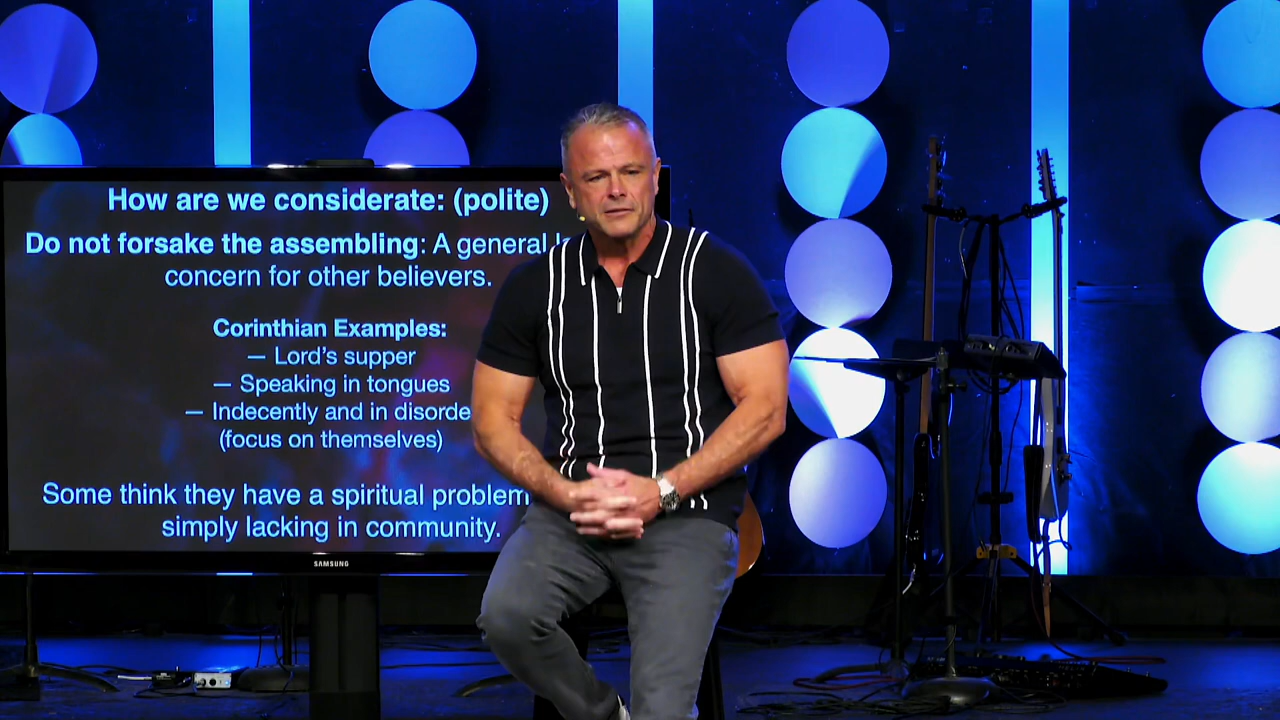 How are we considerate: (polite)
Do not forsake the assembling: A general
concern for other believers.
Corinthian Examples:
— Lord's supper
— Speaking in tongues
— Indecently and in disorde
(focus on themselves)
Some think they have a spiritual problem
simply lacking in community.
SAMSUNG